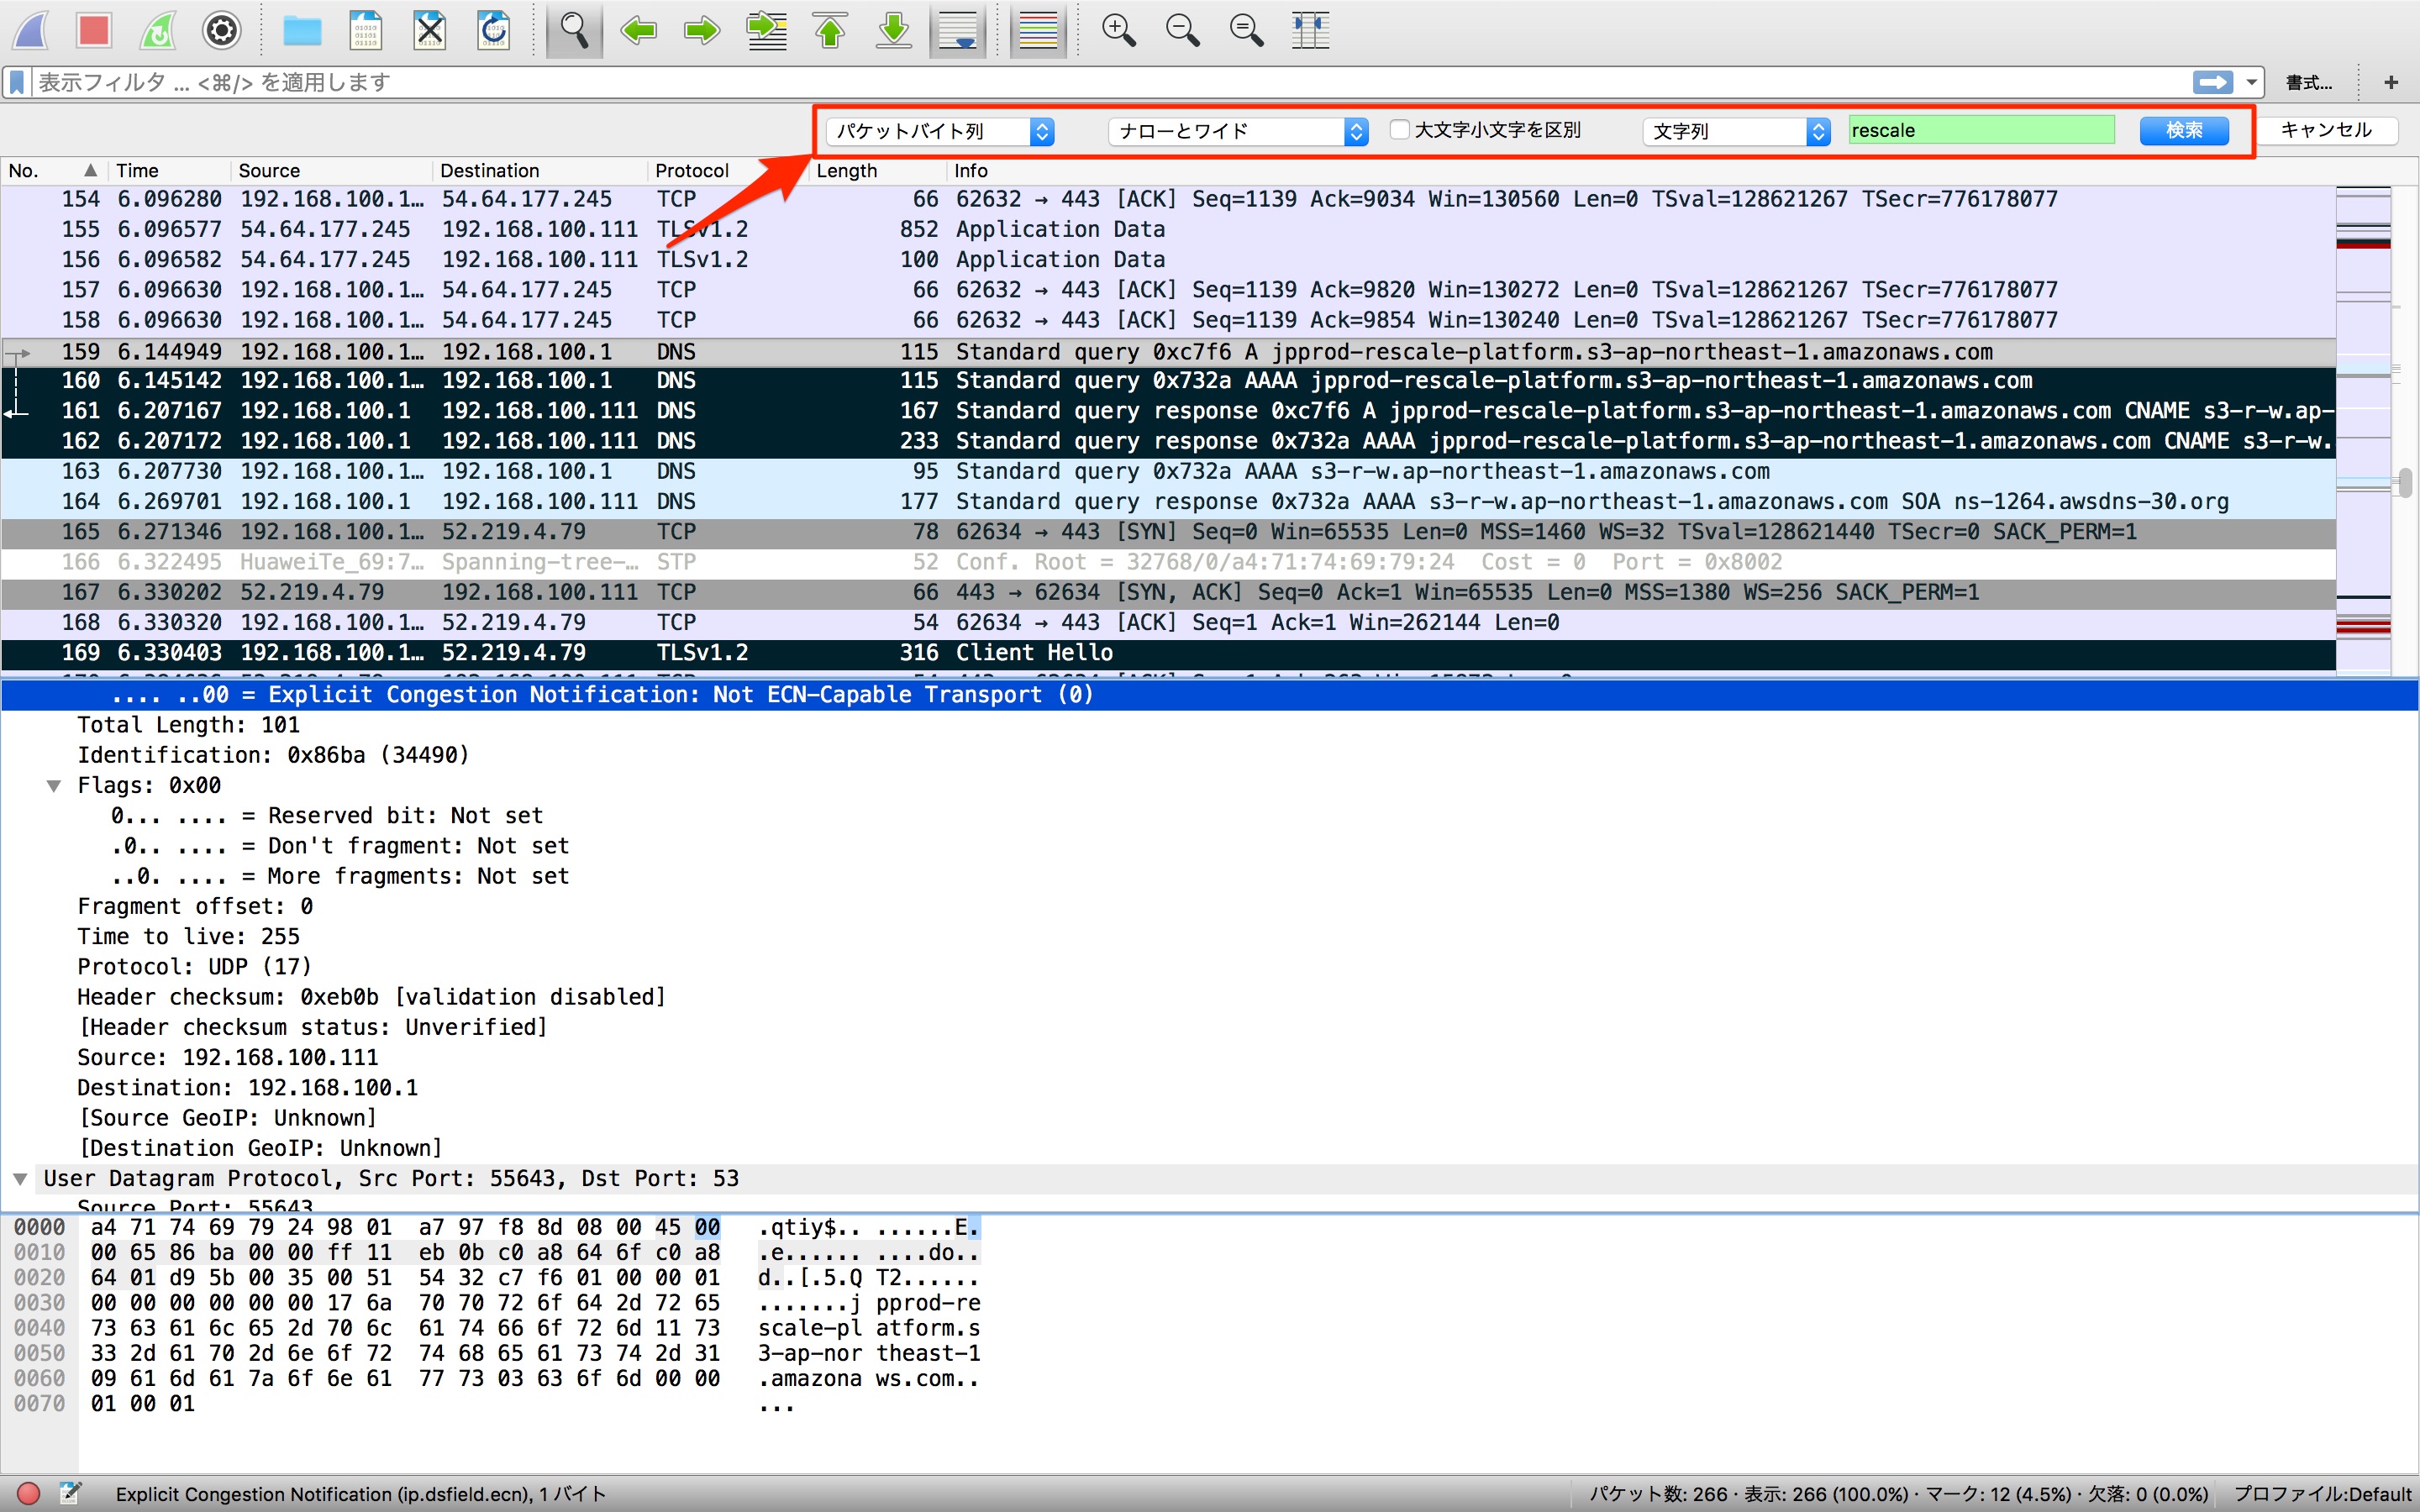 表示フィルタ ... <⌘/> を適用します 書式... +
パケットバイト列 ナローとワイド 大文字小文字を区別 文字列 rescale 検索 キャンセル
No. Time Source Destination Protocol Length Info
154 6.096280 192.168.100.1… 54.64.177.245 TCP 66 62632 → 443 [ACK] Seq=1139 Ack=9034 Win=130560 Len=0 TSval=128621267 TSecr=776178077
155 6.096577 54.64.177.245 192.168.100.111 TLSv1.2 852 Application Data
156 6.096582 54.64.177.245 192.168.100.111 TLSv1.2 100 Application Data
157 6.096630 192.168.100.1… 54.64.177.245 TCP 66 62632 → 443 [ACK] Seq=1139 Ack=9820 Win=130272 Len=0 TSval=128621267 TSecr=776178077
158 6.096630 192.168.100.1… 54.64.177.245 TCP 66 62632 → 443 [ACK] Seq=1139 Ack=9854 Win=130240 Len=0 TSval=128621267 TSecr=776178077
159 6.144949 192.168.100.1… 192.168.100.1 DNS 115 Standard query 0xc7f6 A jpprod-rescale-platform.s3-ap-northeast-1.amazonaws.com
160 6.145142 192.168.100.1… 192.168.100.1 DNS 115 Standard query 0x732a AAAA jpprod-rescale-platform.s3-ap-northeast-1.amazonaws.com
161 6.207167 192.168.100.1 192.168.100.111 DNS 167 Standard query response 0xc7f6 A jpprod-rescale-platform.s3-ap-northeast-1.amazonaws.com CNAME s3-r-w.ap-
162 6.207172 192.168.100.1 192.168.100.111 DNS 233 Standard query response 0x732a AAAA jpprod-rescale-platform.s3-ap-northeast-1.amazonaws.com CNAME s3-r-w.
163 6.207730 192.168.100.1… 192.168.100.1 DNS 95 Standard query 0x732a AAAA s3-r-w.ap-northeast-1.amazonaws.com
164 6.269701 192.168.100.1 192.168.100.111 DNS 177 Standard query response 0x732a AAAA s3-r-w.ap-northeast-1.amazonaws.com SOA ns-1264.awsdns-30.org
165 6.271346 192.168.100.1… 52.219.4.79 TCP 78 62634 → 443 [SYN] Seq=0 Win=65535 Len=0 MSS=1460 WS=32 TSval=128621440 TSecr=0 SACK_PERM=1
166 6.322495 HuaweiTe_69:7… Spanning-tree-… STP 52 Conf. Root = 32768/0/a4:71:74:69:79:24 Cost = 0 Port = 0x8002
167 6.330202 52.219.4.79 192.168.100.111 TCP 66 443 → 62634 [SYN, ACK] Seq=0 Ack=1 Win=65535 Len=0 MSS=1380 WS=256 SACK_PERM=1
168 6.330320 192.168.100.1… 52.219.4.79 TCP 54 62634 → 443 [ACK] Seq=1 Ack=1 Win=262144 Len=0
169 6.330403 192.168.100.1… 52.219.4.79 TLSv1.2 316 Client Hello
.... ..00 = Explicit Congestion Notification: Not ECN-Capable Transport (0)
Total Length: 101
Identification: 0x86ba (34490)
Flags: 0x00
0... .... = Reserved bit: Not set
.0.. .... = Don't fragment: Not set
..0. .... = More fragments: Not set
Fragment offset: 0
Time to live: 255
Protocol: UDP (17)
Header checksum: 0xeb0b [validation disabled]
[Header checksum status: Unverified]
Source: 192.168.100.111
Destination: 192.168.100.1
[Source GeoIP: Unknown]
[Destination GeoIP: Unknown]
User Datagram Protocol, Src Port: 55643, Dst Port: 53
Source Port: 55643
0000 a4 71 74 69 79 24 98 01 a7 97 f8 8d 08 00 45 00 .qtiy$.. ......E.
0010 00 65 86 ba 00 00 ff 11 eb 0b c0 a8 64 6f c0 a8 .e...... ....do..
0020 64 01 d9 5b 00 35 00 51 54 32 c7 f6 01 00 00 01 d..[.5.Q T2......
0030 00 00 00 00 00 00 17 6a 70 70 72 6f 64 2d 72 65 .......j pprod-re
0040 73 63 61 6c 65 2d 70 6c 61 74 66 6f 72 6d 11 73 scale-pl atform.s
0050 33 2d 61 70 2d 6e 6f 72 74 68 65 61 73 74 2d 31 3-ap-nor theast-1
0060 09 61 6d 61 7a 6f 6e 61 77 73 03 63 6f 6d 00 00 .amazona ws.com..
0070 01 00 01 ...
Explicit Congestion Notification (ip.dsfield.ecn), 1 バイト パケット数: 266 · 表示: 266 (100.0%) · マーク: 12 (4.5%) · 欠落: 0 (0.0%) プロファイル:Default